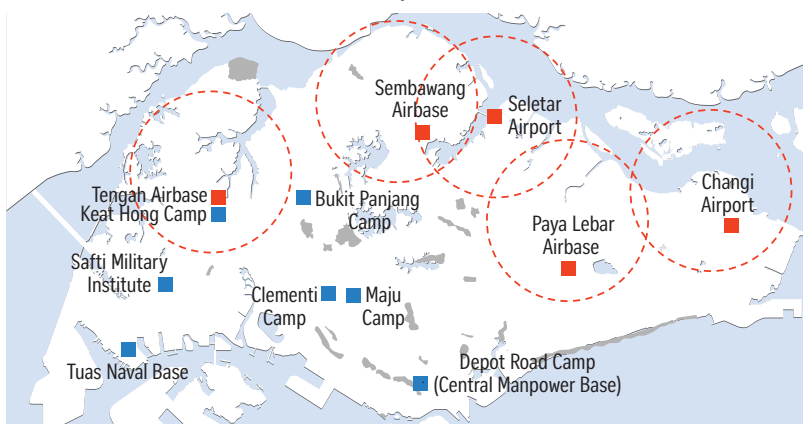 Sembawang
Airbase
Seletar
Airport
Tengah Airbase
Keat Hong Camp
Bukit Panjang
Camp
Changi
Airport
Paya Lebar
Airbase
Safti Military
Institute
Clementi
Camp
Maju
Camp
Tuas Naval Base
Depot Road Camp
(Central Manpower Base)